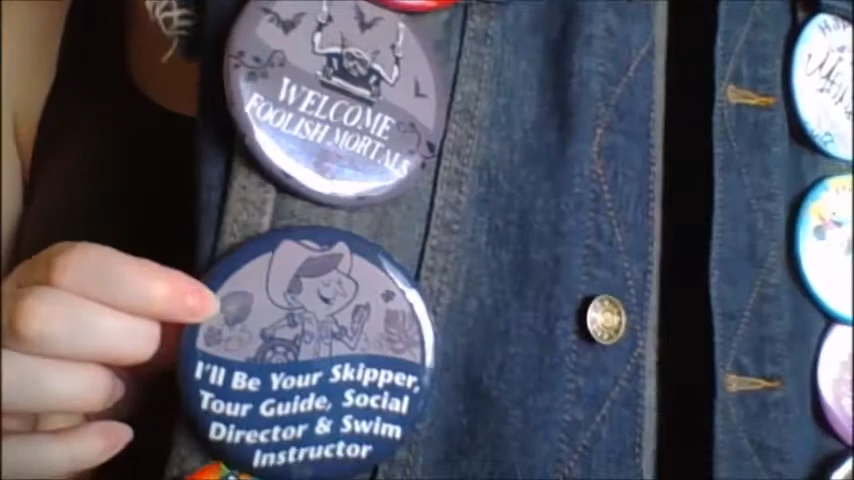 WELCOME
FOOLISH MORTALS
I'll Be Your Skipper,
Tour Guide, Social
Director & Swim
Instructor